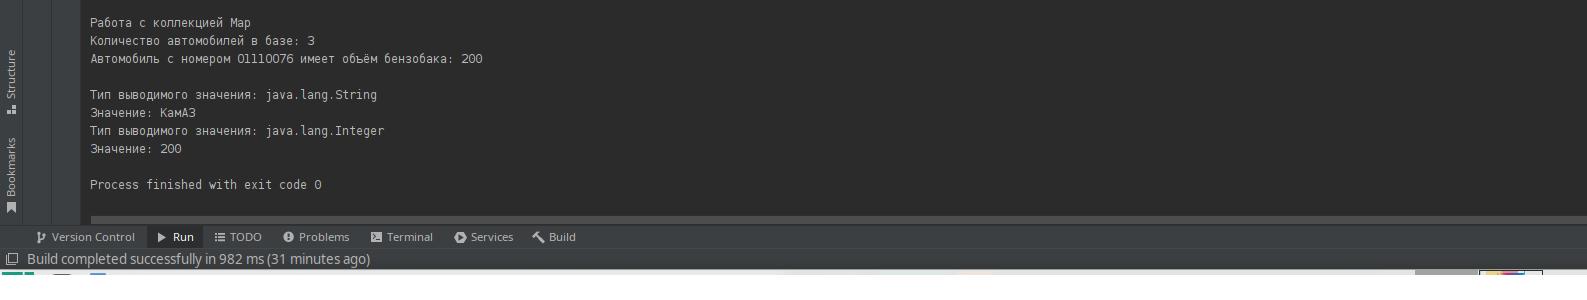 Работа с коллекцией Map
Количество автомобилей в базе: 3
Автомобиль с номером 01110076 имеет объём бензобака: 200
Тип выводимого значения: java.lang.String
Значение: КамАЗ
Тип выводимого значения: java.lang.Integer
Значение: 200
Process finished with exit code 0
Structure
Bookmarks
Version Control
Run
TODO
Problems
Terminal
Services
Build
Build completed successfully in 982 ms (31 minutes ago)